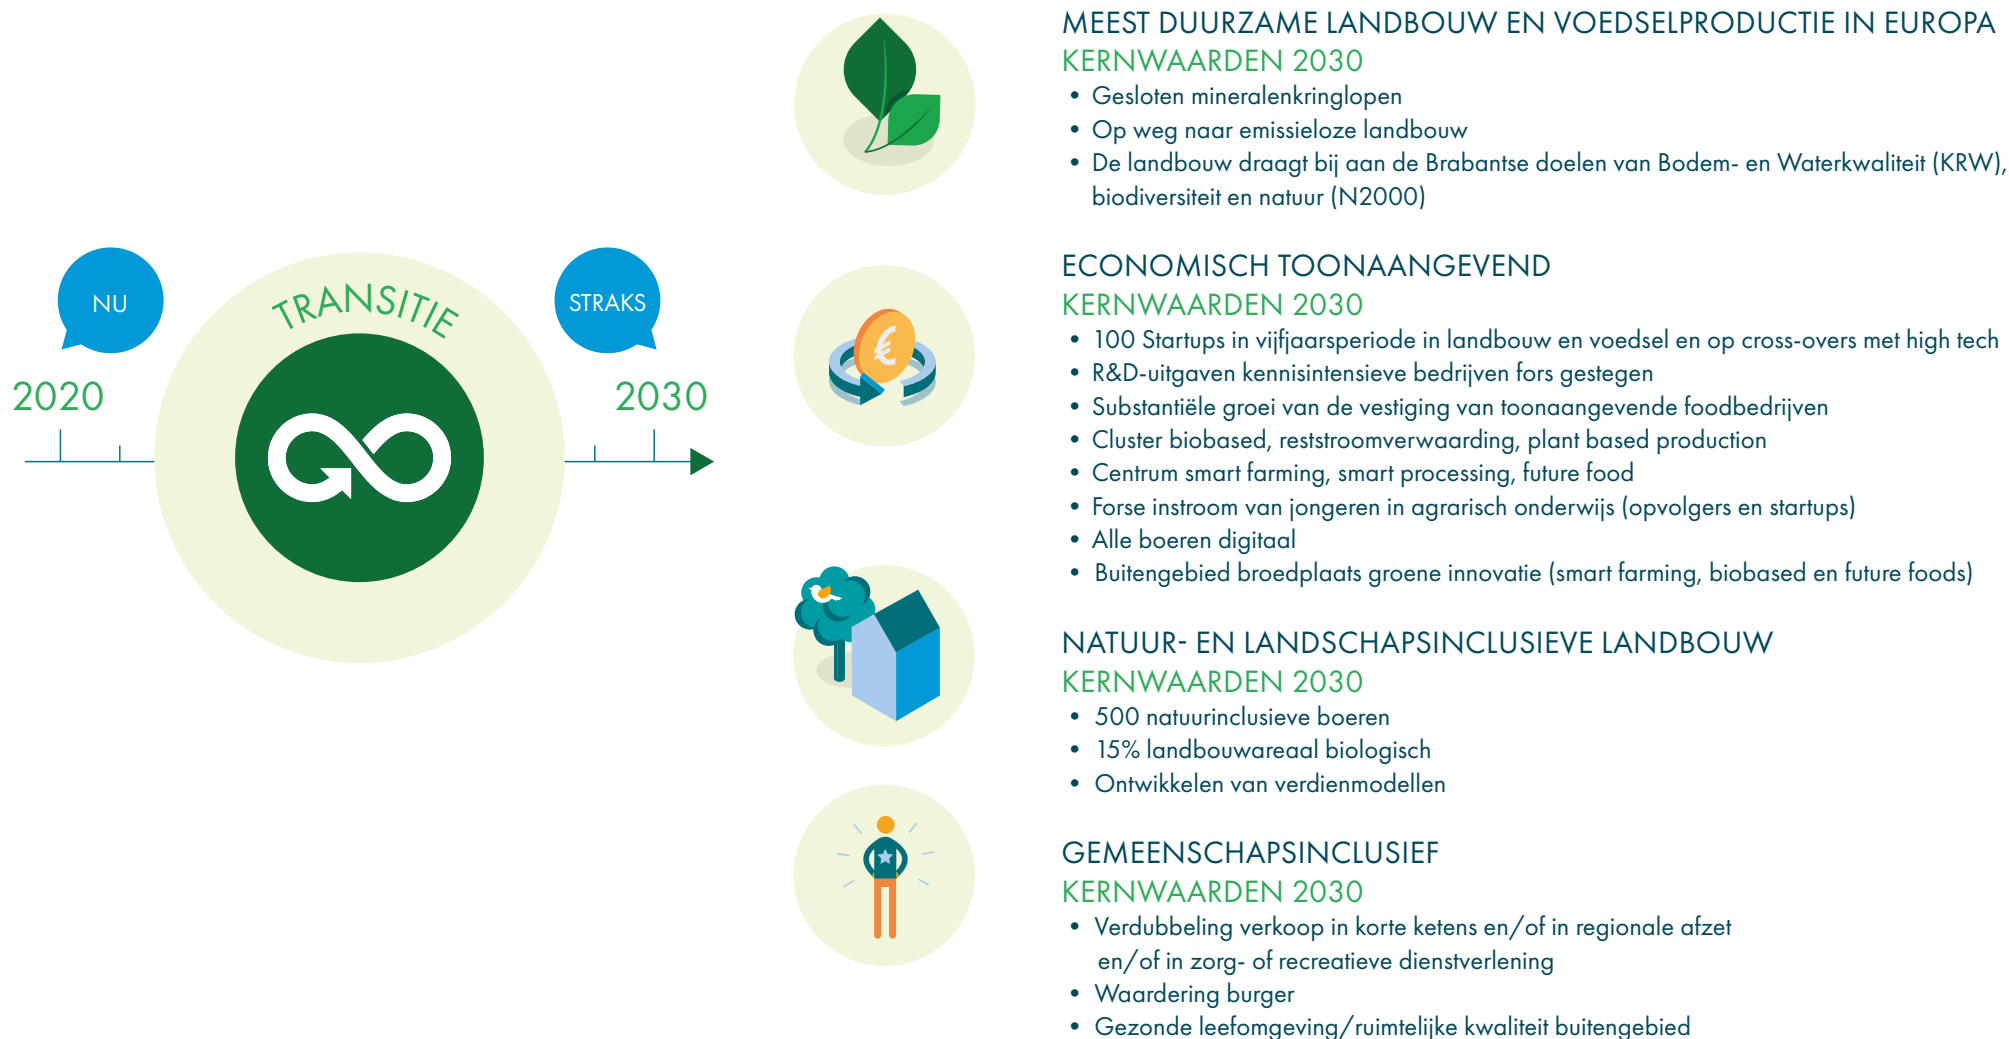 NU
TRANSITIE
STRAKS
2020
2030
MEEST DUURZAME LANDBOUW EN VOEDSELPRODUCTIE IN EUROPA
KERNWAARDEN 2030
• Gesloten mineralenkringlopen
• Op weg naar emissieloze landbouw
• De landbouw draagt bij aan de Brabantse doelen van Bodem- en Waterkwaliteit (KRW),
biodiversiteit en natuur (N2000)
ECONOMISCH TOONAANGEVEND
KERNWAARDEN 2030
• 100 Startups in vijfjaarsperiode in landbouw en voedsel en op cross-overs met high tech
• R&D-uitgaven kennisintensieve bedrijven fors gestegen
• Substantiële groei van de vestiging van toonaangevende foodbedrijven
• Cluster biobased, reststroomverwaarding, plant based production
• Centrum smart farming, smart processing, future food
• Forse instroom van jongeren in agrarisch onderwijs (opvolgers en startups)
• Alle boeren digitaal
• Buitengebied broedplaats groene innovatie (smart farming, biobased en future foods)
NATUUR- EN LANDSCHAPSINCLUSIEVE LANDBOUW
KERNWAARDEN 2030
• 500 natuurinclusieve boeren
• 15% landbouwareaal biologisch
• Ontwikkelen van verdienmodellen
GEMEENSCHAPSINCLUSIEF
KERNWAARDEN 2030
• Verdubbeling verkoop in korte ketens en/of in regionale afzet
en/of in zorg- of recreatieve dienstverlening
• Waardering burger
• Gezonde leefomgeving/ruimtelijke kwaliteit buitengebied